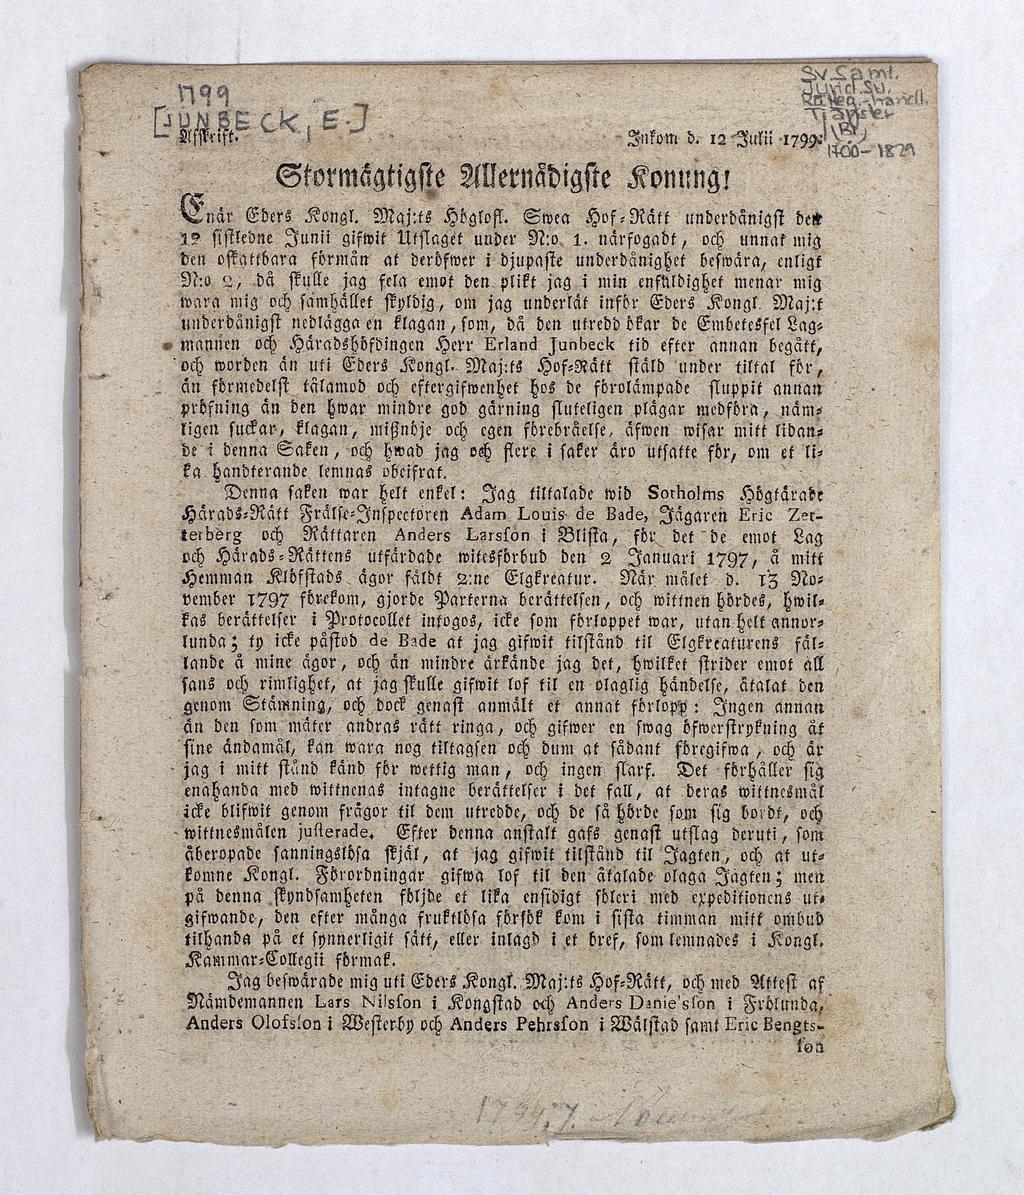 1799
[JUNBECK, E.]
Sv. Saml.
Jurid. Sv.
Rätteg.-handl.
Tjänster
(Br.)
1700-1829
Afskrift. Inkom d. 12 Julii 1799.
Stormägtigste Allernådigste Konung!
Enär Eders Kongl. Maj:ts Höglofl. Swea Hof-Rätt underdånigst den
12 sistledne Junii gifwit Utslaget under N:o 1. närfogadt, och unnat mig
den oskattbara förmån at deröfwer i djupaste underdånighet beswära, enligt
N:o 2, då skulle jag fela emot den plikt jag i min enfuldighet menar mig
wara mig och samhället skyldig, om jag underlät inför Eders Kongl. Maj:t
underdånigst nedlägga en klagan, som, då den utredd ökar de Embetesfel Lag-
mannen och Häradshöfdingen Herr Erland Junbeck tid efter annan begått,
och worden än uti Eders Kongl. Maj:ts Hof-Rätt stäld under tiltal för,
än förmedelst tålamod och eftergifwenhet hos de förolämpade sluppit annan
pröfning än den hwar mindre god gärning sluteligen plägar medföra, näm-
ligen suckar, klagan, mißnöje och egen förebråelse, äfwen wisar mitt lidan-
de i denna Saken, och hwad jag och flere i saker äro utsatte för, om et li-
ka handterande lemnas obeifrat.
Denna saken war helt enkel: Jag tiltalade wid Sotholms Högtärade
Härads-Rätt Frälse-Inspectoren Adam Louis de Bade, Jägaren Eric Zet-
terberg och Rättaren Anders Larsson i Blista, för det de emot Lag
och Härads-Rättens utfärdade witesförbud den 2 Januari 1797, å mitt
Hemman Klöfstads ägor fäldt 2:ne Elgkreatur. När målet d. 13 No-
vember 1797 förekom, gjorde Parterna berättelsen, och wittnen hördes, hwil-
kas berättelser i Protocollet intogos, icke som förloppet war, utan helt annor-
lunda; ty icke påstod de Bade at jag gifwit tilstånd til Elgkreaturens fäl-
lande å mine ägor, och än mindre ärkände jag det, hwilket strider emot all
sans och rimlighet, at jag skulle gifwit lof til en olaglig händelse, åtalat den
genom Stämning, och dock genast anmält et annat förlopp: Ingen annan
än den som mäter andras rätt ringa, och gifwer en swag öfwerstrykning åt
sine ändamål, kan wara nog tiltagsen och dum at sådant föregifwa, och är
jag i mitt stånd känd för wettig man, och ingen slarf. Det förhåller sig
enahanda med wittnenas intagne berättelser i det fall, at deras wittnesmål
icke blifwit genom frågor til dem utredde, och de så hörde som sig bordt, och
wittnesmålen justerade. Efter denna anstalt gafs genast utslag deruti, som
åberopade sanningslösa skjäl, at jag gifwit tilstånd til Jagten, och at ut-
komne Kongl. Förordningar gifwa lof til den åtalade olaga Jagten; men
på denna skyndsamheten följde et lika ensidigt söleri med expeditionens ut-
gifwande, den efter många fruktlösa försök kom i sista timman mitt ombud
tilhanda på et synnerligit sätt, eller inlagd i et bref, som lemnades i Kongl.
Kammar-Collegii förmak.
Jag beswärade mig uti Eders Kongl. Maj:ts Hof-Rätt, och med Attest af
Nämdemannen Lars Nilsson i Kongstad och Anders Danielsson i Frölunda,
Anders Olofsson i Westerby och Anders Pehrsson i Wålstad samt Eric Bengts-
son